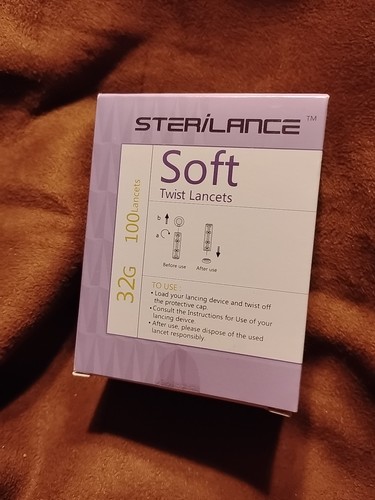 STERiLANCE™
Soft
Twist Lancets
32G 100Lancets
b
a
Before use
After use
TO USE
• Load your lancing device and twist off
the protective cap.
• Consult the Instructions for Use of your
lancing device.
• After use, please dispose of the used
lancet responsibly.